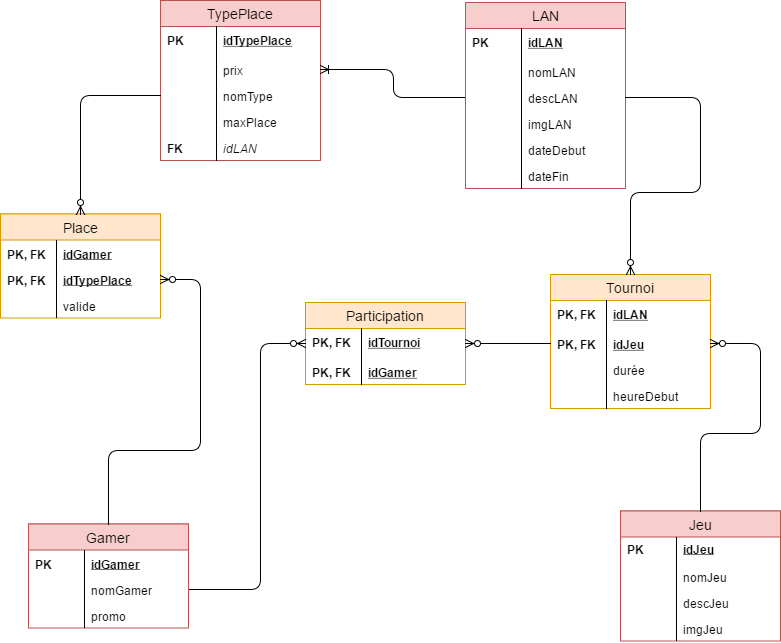 TypePlace
PK idTypePlace
prix
nomType
maxPlace
FK idLAN
LAN
PK idLAN
nomLAN
descLAN
imgLAN
dateDebut
dateFin
Place
PK, FK idGamer
PK, FK idTypePlace
valide
Participation
PK, FK idTournoi
PK, FK idGamer
Tournoi
PK, FK idLAN
PK, FK idJeu
durée
heureDebut
Gamer
PK idGamer
nomGamer
promo
Jeu
PK idJeu
nomJeu
descJeu
imgJeu